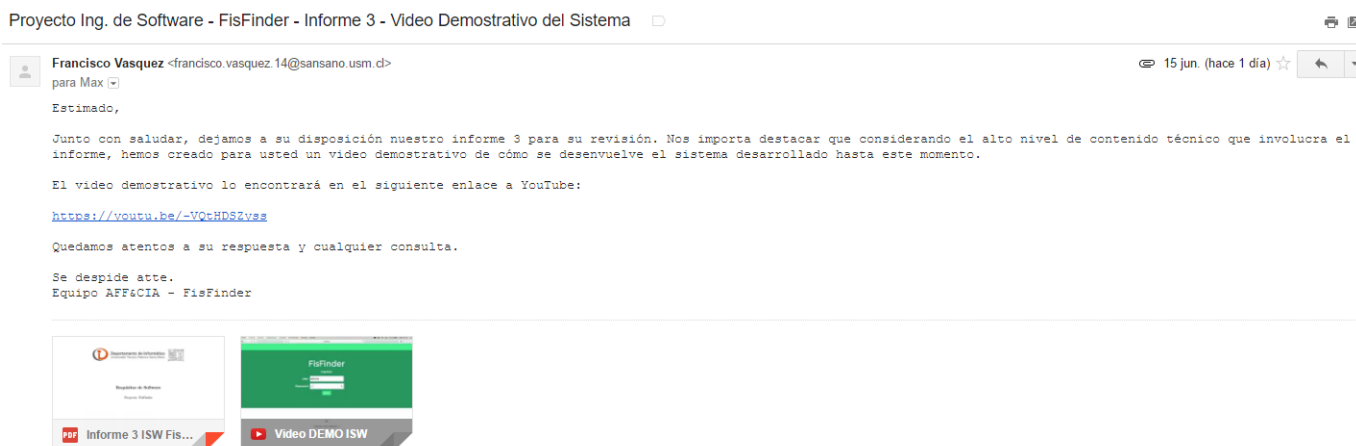 Proyecto Ing. de Software - FisFinder - Informe 3 - Video Demostrativo del Sistema
Francisco Vasquez <francisco.vasquez.14@sansano.usm.cl>
15 jun. (hace 1 día)
para Max
Estimado,
Junto con saludar, dejamos a su disposición nuestro informe 3 para su revisión. Nos importa destacar que considerando el alto nivel de contenido técnico que involucra el
informe, hemos creado para usted un video demostrativo de cómo se desenvuelve el sistema desarrollado hasta este momento.
El video demostrativo lo encontrará en el siguiente enlace a YouTube:
https://youtu.be/-VQtHDSZyss
Quedamos atentos a su respuesta y cualquier consulta.
Se despide atte.
Equipo AFF&CIA - FisFinder
Departamento de Informática
Requisitos de Software
FisFinder
PDF Informe 3 ISW Fis...
Video DEMO ISW